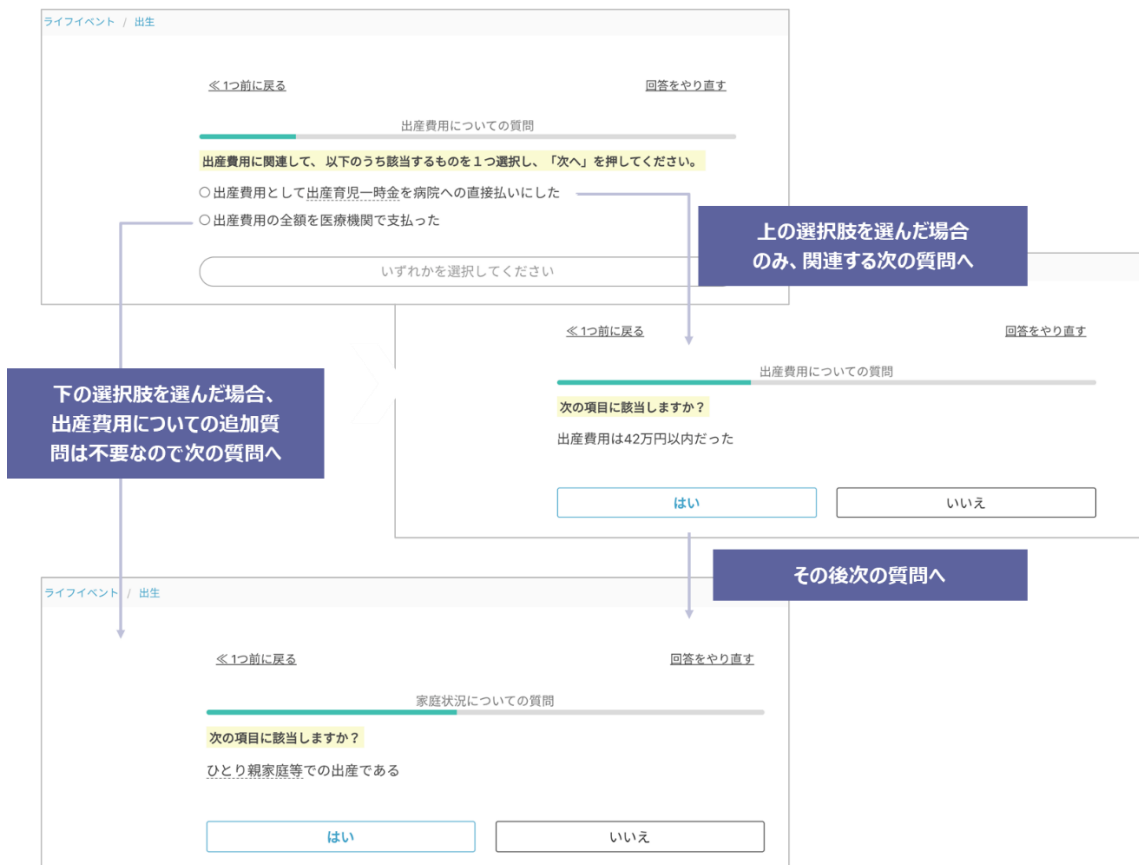 ライフイベント / 出生
≪ 1つ前に戻る
回答をやり直す
出産費用についての質問
出産費用に関連して、以下のうち該当するものを１つ選択し、「次へ」を押してください。
○出産費用として出産育児一時金を病院への直接払いにした
○出産費用の全額を医療機関で支払った
いずれかを選択してください
上の選択肢を選んだ場合
のみ、関連する次の質問へ
≪ 1つ前に戻る
回答をやり直す
出産費用についての質問
次の項目に該当しますか？
出産費用は42万円以内だった
はい
いいえ
下の選択肢を選んだ場合、
出産費用についての追加質
問は不要なので次の質問へ
その後次の質問へ
ライフイベント / 出生
≪ 1つ前に戻る
回答をやり直す
家庭状況についての質問
次の項目に該当しますか？
ひとり親家庭等での出産である
はい
いいえ